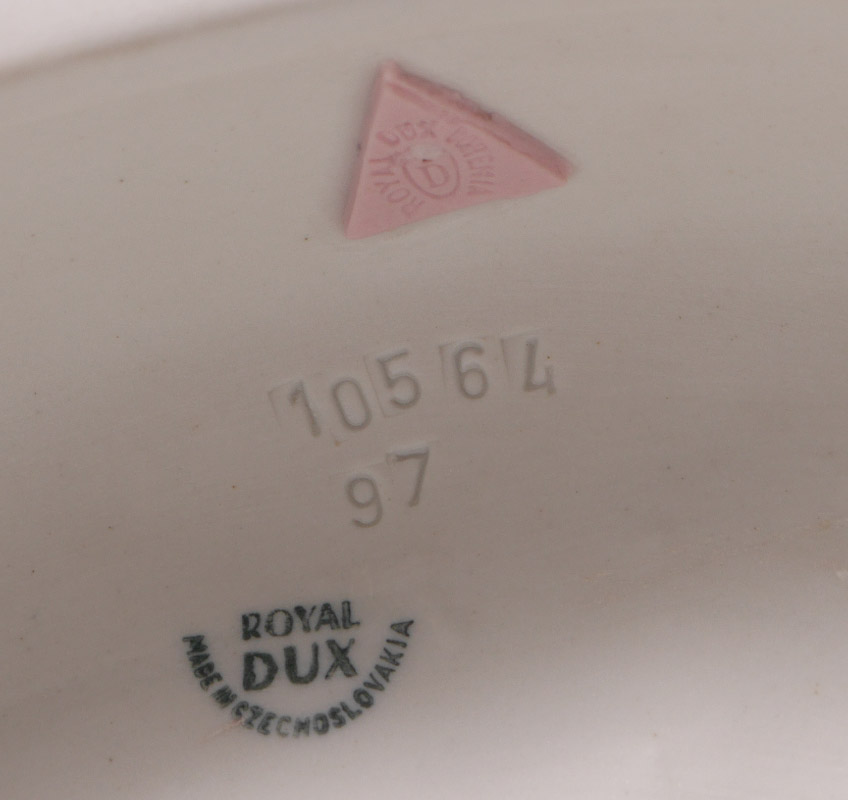 ROYAL DUX BOHEMIA
D
10564
97
ROYAL
DUX
MADE IN CZECHOSLOVAKIA